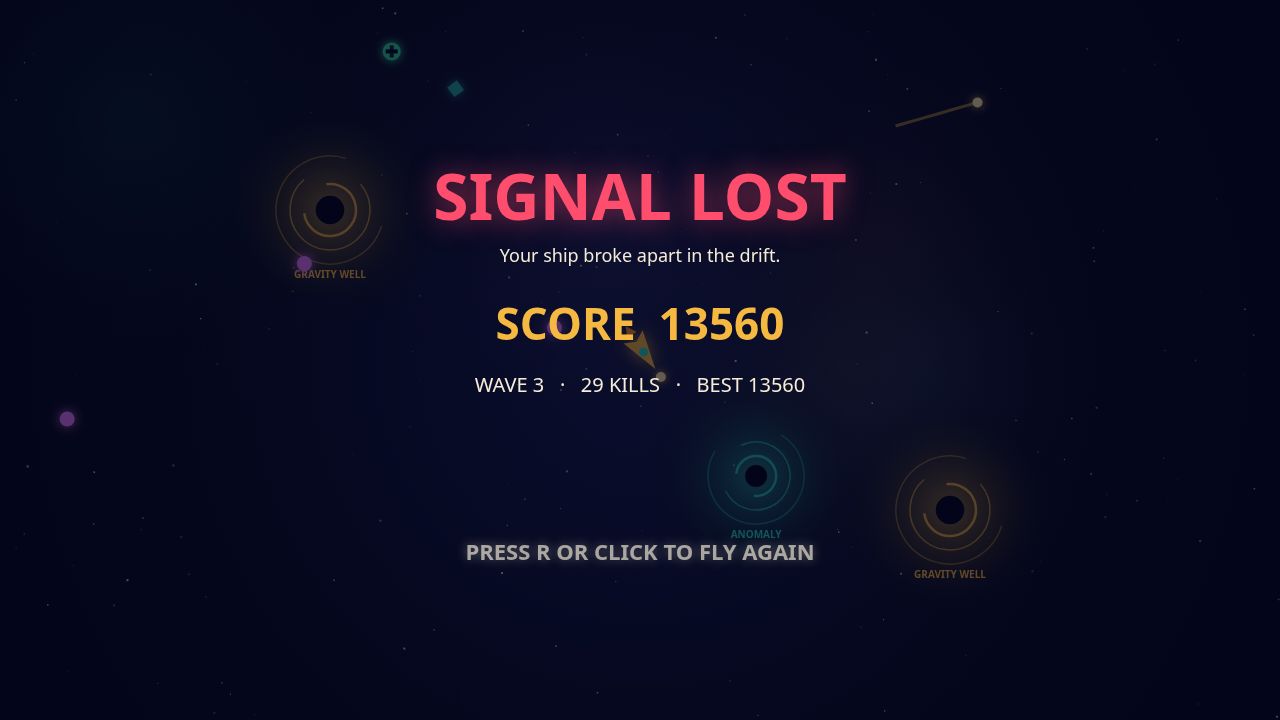 SIGNAL LOST
Your ship broke apart in the drift.
GRAVITY WELL
SCORE 13560
WAVE 3 · 29 KILLS · BEST 13560
ANOMALY
PRESS R OR CLICK TO FLY AGAIN
GRAVITY WELL